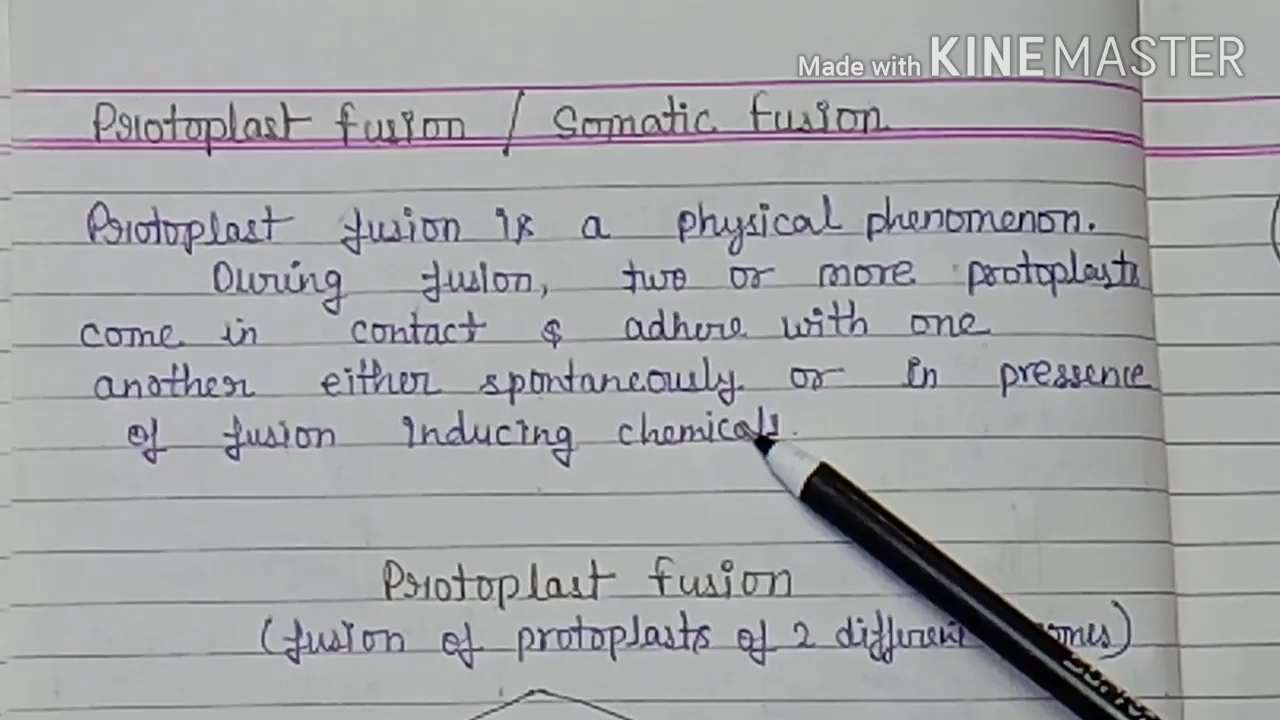 Made with KINEMASTER
Protoplast fusion / Somatic fusion
Protoplast fusion is a physical phenomenon.
During fusion, two or more protoplasts
come in contact & adhere with one
another either spontaneously or in pressence
of fusion inducing chemicals.
Protoplast fusion
(fusion of protoplasts of 2 different